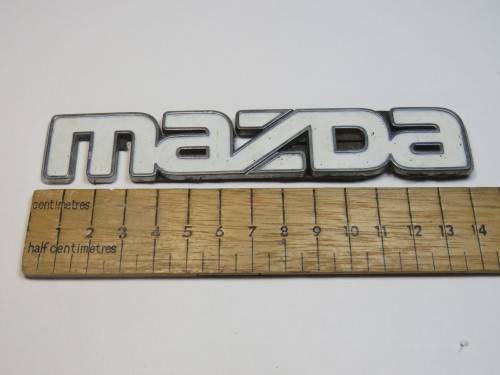 mazda
centimetres
1 2 3 4 5 6 7 8 9 10 11 12 13 14
half centimetres